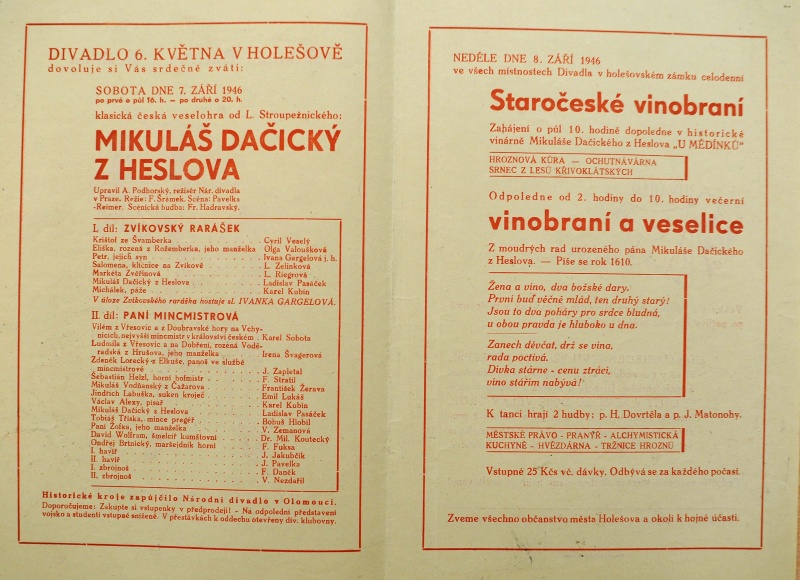 DIVADLO 6. KVĚTNA V HOLEŠOVĚ
dovoluje si Vás srdečně zváti:
SOBOTA DNE 7. ZÁŘÍ 1946
po prvé o půl 16. h. — po druhé o 20. h.
klasická česká veselohra od L. Stroupežnického:
MIKULÁŠ DAČICKÝ
Z HESLOVA
Upravil A. Podhorský, režisér Nár. divadla
v Praze. Režie: F. Šrámek. Scéna: Pavelka
-Reimer. Scénická budba: Fr. Hadravský.
I. díl: ZVÍKOVSKÝ RARÁŠEK
Krištof ze Švamberka . . . . . . . . Cyril Veselý
Eliška, rozená z Rožemberka, jeho manželka . Olga Valoušková
Petr, jejich syn . . . . . . . . Ivana Gargelová j. h.
Salomena, klíčnice na Zvíkově . . . . . L. Zelinková
Markéta Zvěřinová . . . . . . . . L. Riegrová
Mikuláš Dačický z Heslova . . . . . . Ladislav Pasáček
Michálek, páže . . . . . . . . Karel Kubín
V úloze Zvíkovského raráška hostuje sl. IVANKA GARGELOVÁ.
II. díl: PANÍ MINCMISTROVÁ
Vilém z Vřesovic a z Doubravské hory na Vchy-
nicích, nejvyšší mincmistr v království českém . Karel Sobota
Ludmila z Vřesovic a na Dobřeni, rozená Vodě-
radská z Hrušova, jeho manželka . . . . Irena Švagerová
Zdeněk Lorecký z Elkuše, panoš ve službě
mincmistrově . . . . . . . . J. Zapletal
Šebastián Helzl, horní hofmistr . . . . . F. Stratil
Mikuláš Vodňanský z Čažarova . . . . . František Žerava
Jindřich Labuška, suken kroječ . . . . . Emil Lukáš
Václav Alexy, písař . . . . . . . Karel Kubín
Mikuláš Dačický s Heslova . . . . . . Ladislav Pasáček
Tobiáš Tříska, mince pregéř . . . . . Bohuš Hlobil
Paní Žofka, jeho manželka . . . . . . V. Zemanová
David Wolfram, šmelcíř kumštovní . . . . Dr. Mil. Koutecký
Ondřej Brtnický, maršejdník horní . . . . F. Fuksa
I. havíř . . . . . . . . J. Jakubčík
II. havíř . . . . . . . . J. Pavelka
I. zbrojnoš . . . . . . . . F. Daněk
II. zbrojnoš . . . . . . . . V. Nezdařil
Historické kroje zapůjčilo Národní divadlo v Olomouci.
Doporučujeme: Zakupte si vstupenky v předprodeji! - Na odpolední představení
vojsko a studenti vstupné snížené. V přestávkách k oddechu otevřeny div. klubovny.
NEDĚLE DNE 8. ZÁŘÍ 1946
ve všech místnostech Divadla v holešovském zámku celodenní
Staročeské vinobraní
Zahájení o půl 10. hodině dopoledne v historické
vinárně Mikuláše Dačického z Heslova „U MÉDÍNKŮ"
HROZNOVÁ KŮRA — OCHUTNÁVÁRNA
SRNEC Z LESŮ KŘIVOKLÁTSKÝCH
Odpoledne od 2. hodiny do 10. hodiny večerní
vinobraní a veselice
Z moudrých rad urozeného pána Mikuláše Dačického
z Heslova. — Píše se rok 1610.
Žena a víno, dva božské dary.
První buď věčně mlád, ten druhý starý!
Jsou to dva poháry pro srdce bludná,
u obou pravda je hluboko u dna.
Zanech děvčat, drž se vína,
rada poctivá.
Dívka stárne - cenu ztrácí,
víno stářím nabývá!
K tanci hrají 2 hudby: p. H. Dovrtěla a p. J. Matonohy.
MĚSTSKÉ PRÁVO - PRANÝŘ - ALCHYMISTICKÁ
KUCHYNĚ - HVĚZDÁRNA - TRŽNICE HROZNŮ
Vstupné 25 Kčs vč. dávky. Odbývá se za každého počasí.
Zveme všechno občanstvo města Holešova a okolí k hojné účasti.